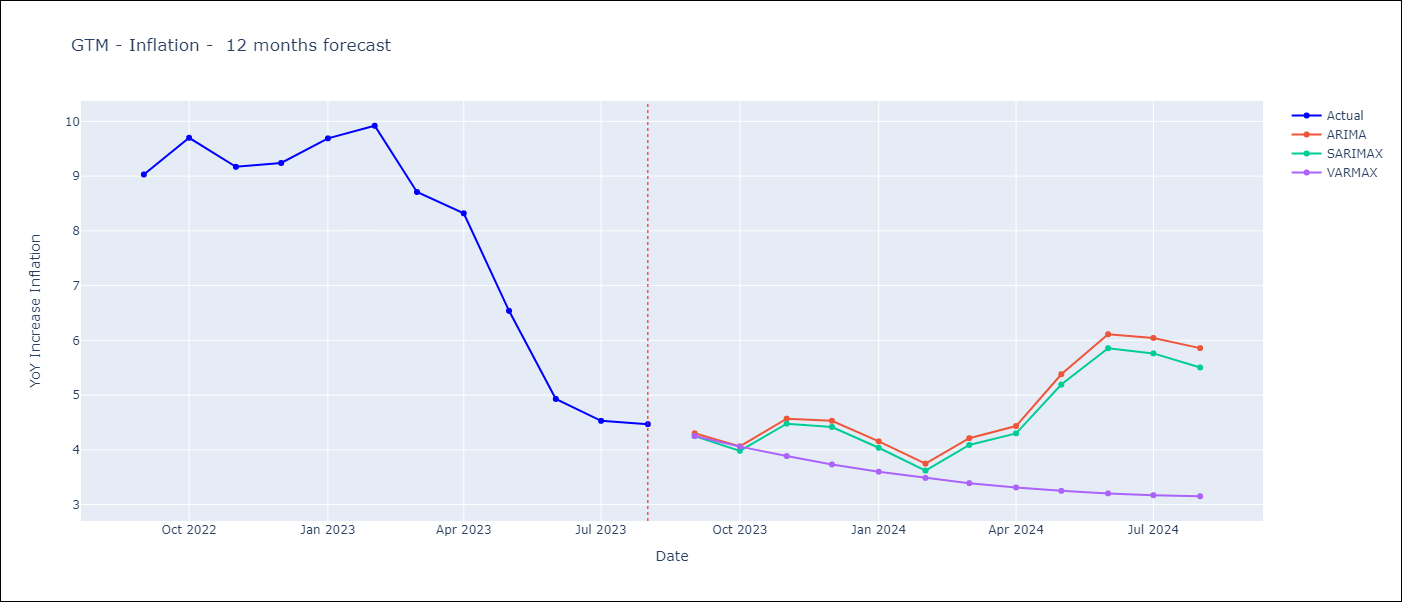 GTM - Inflation -  12 months forecast
10
9
8
7
6
5
4
3
YoY Increase Inflation
Oct 2022
Jan 2023
Apr 2023
Jul 2023
Oct 2023
Jan 2024
Apr 2024
Jul 2024
Date
Actual
ARIMA
SARIMAX
VARMAX